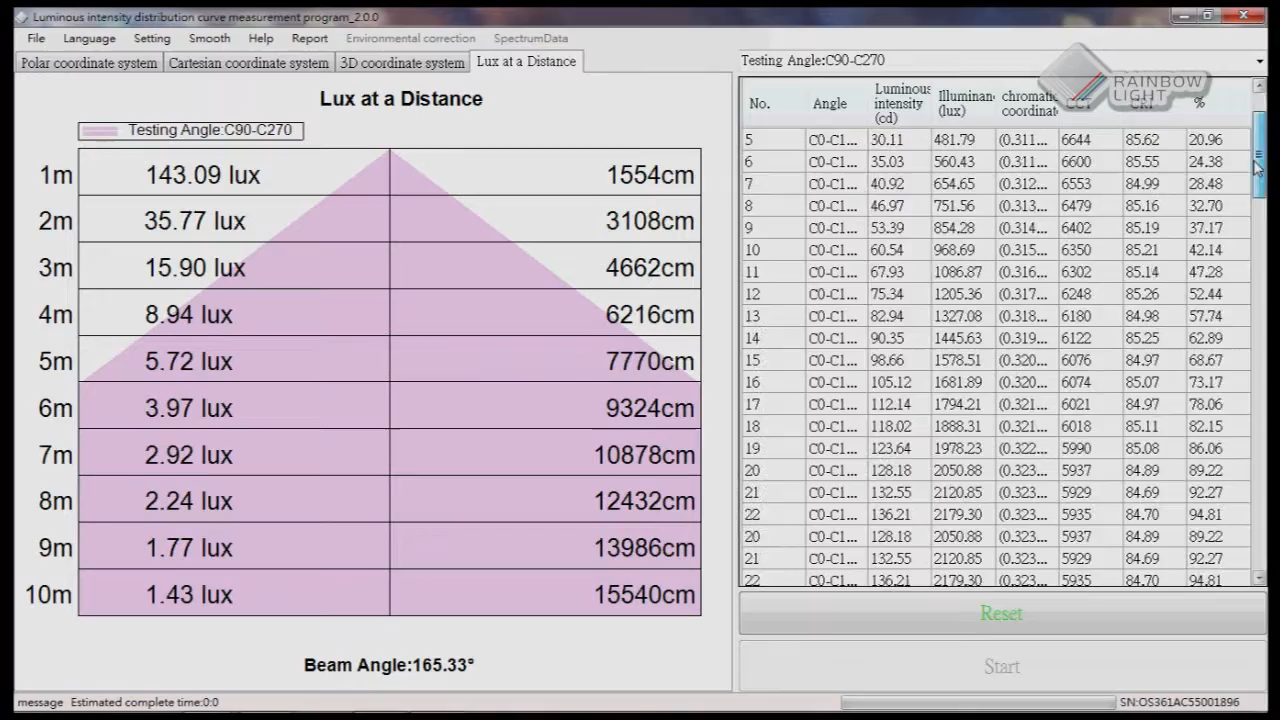 Luminous intensity distribution curve measurement program_2.0.0
File Language Setting Smooth Help Report Environmental correction SpectrumData
Polar coordinate system Cartesian coordinate system 3D coordinate system Lux at a Distance
Testing Angle:C90-C270
RAINBOW
LIGHT
Lux at a Distance
Testing Angle:C90-C270
1m 143.09 lux 1554cm
2m 35.77 lux 3108cm
3m 15.90 lux 4662cm
4m 8.94 lux 6216cm
5m 5.72 lux 7770cm
6m 3.97 lux 9324cm
7m 2.92 lux 10878cm
8m 2.24 lux 12432cm
9m 1.77 lux 13986cm
10m 1.43 lux 15540cm
Beam Angle:165.33°
No. Angle Luminous intensity (cd) Illuminan (lux) chromatic coordinat CCT CRI %
5 C0-C1... 30.11 481.79 (0.311... 6644 85.62 20.96
6 C0-C1... 35.03 560.43 (0.311... 6600 85.55 24.38
7 C0-C1... 40.92 654.65 (0.312... 6553 84.99 28.48
8 C0-C1... 46.97 751.56 (0.313... 6479 85.16 32.70
9 C0-C1... 53.39 854.28 (0.314... 6402 85.19 37.17
10 C0-C1... 60.54 968.69 (0.315... 6350 85.21 42.14
11 C0-C1... 67.93 1086.87 (0.316... 6302 85.14 47.28
12 C0-C1... 75.34 1205.36 (0.317... 6248 85.26 52.44
13 C0-C1... 82.94 1327.08 (0.318... 6180 84.98 57.74
14 C0-C1... 90.35 1445.63 (0.319... 6122 85.25 62.89
15 C0-C1... 98.66 1578.51 (0.320... 6076 84.97 68.67
16 C0-C1... 105.12 1681.89 (0.320... 6074 85.07 73.17
17 C0-C1... 112.14 1794.21 (0.321... 6021 84.97 78.06
18 C0-C1... 118.02 1888.31 (0.321... 6018 85.11 82.15
19 C0-C1... 123.64 1978.23 (0.322... 5990 85.08 86.06
20 C0-C1... 128.18 2050.88 (0.323... 5937 84.89 89.22
21 C0-C1... 132.55 2120.85 (0.323... 5929 84.69 92.27
22 C0-C1... 136.21 2179.30 (0.323... 5935 84.70 94.81
20 C0-C1... 128.18 2050.88 (0.323... 5937 84.89 89.22
21 C0-C1... 132.55 2120.85 (0.323... 5929 84.69 92.27
22 C0-C1... 136.21 2179.30 (0.323... 5935 84.70 94.81
Reset
Start
message Estimated complete time:0:0
SN:OS361AC55001896